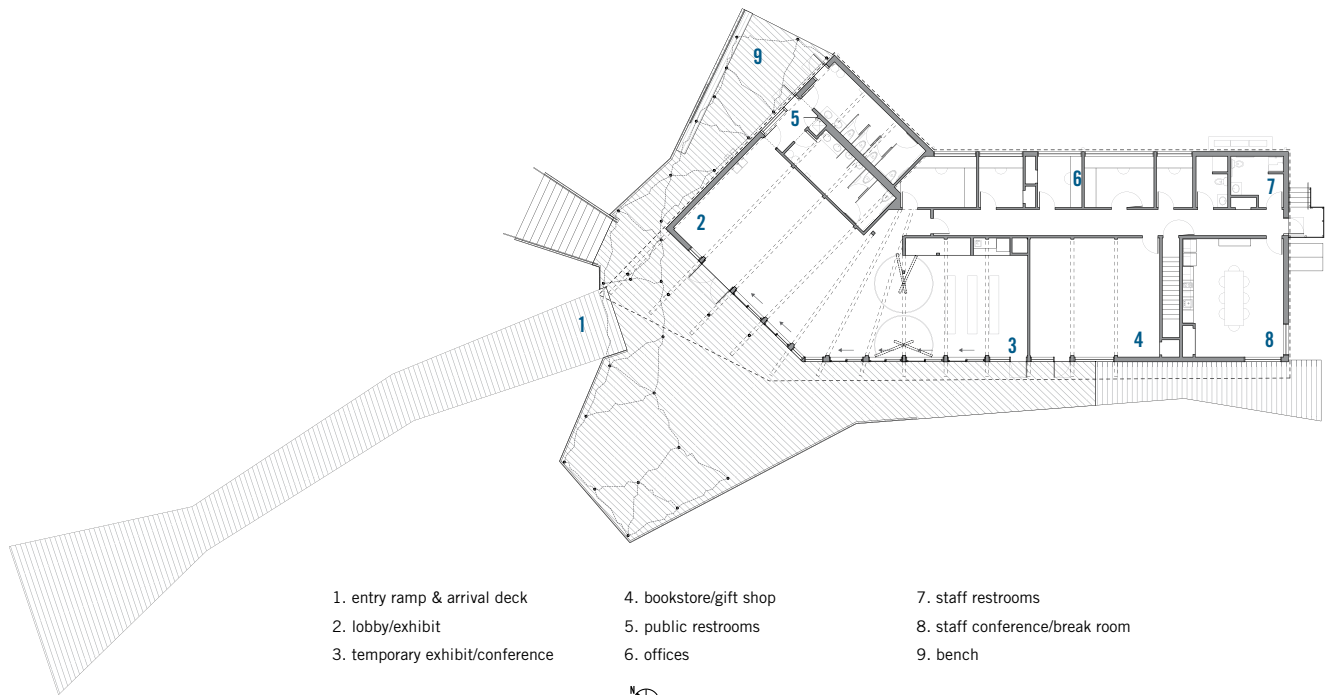 9
5
6
7
2
1
3
4
8
1. entry ramp & arrival deck
2. lobby/exhibit
3. temporary exhibit/conference
4. bookstore/gift shop
5. public restrooms
6. offices
7. staff restrooms
8. staff conference/break room
9. bench
N